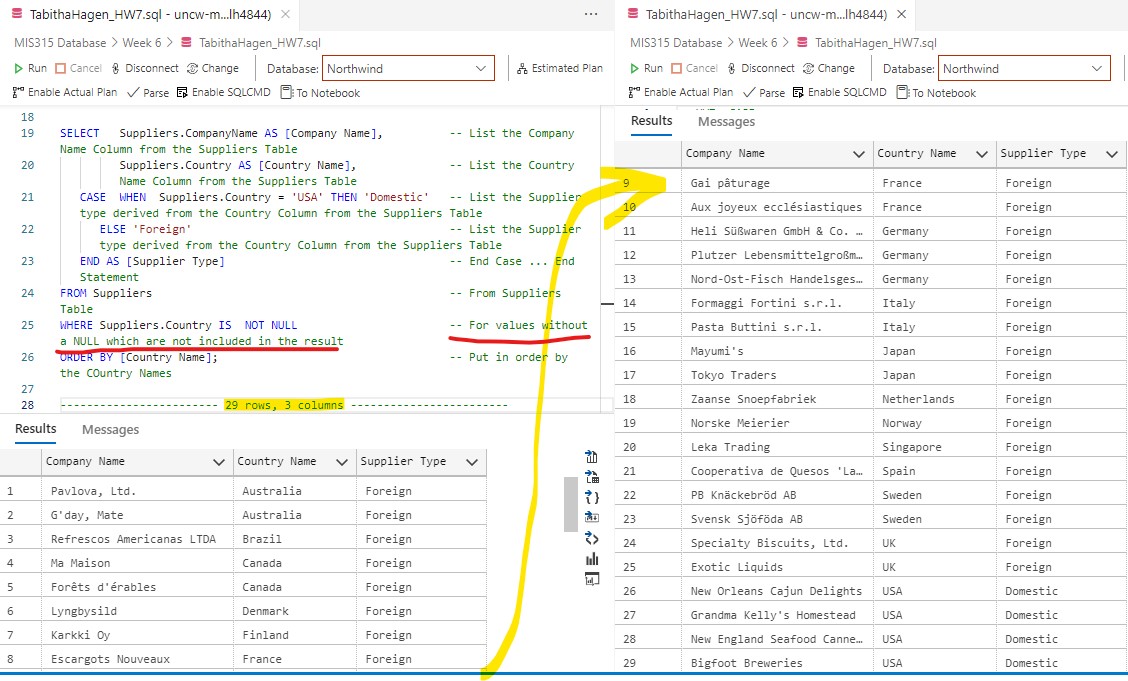 TabithaHagen_HW7.sql - uncw-m...lh4844)
MIS315 Database > Week 6 > TabithaHagen_HW7.sql
Run Cancel Disconnect Change Database: Northwind Estimated Plan
Enable Actual Plan Parse Enable SQLCMD To Notebook
18
19 SELECT Suppliers.CompanyName AS [Company Name], -- List the Company
Name Column from the Suppliers Table
20 Suppliers.Country AS [Country Name], -- List the Country
Name Column from the Suppliers Table
21 CASE WHEN Suppliers.Country = 'USA' THEN 'Domestic' -- List the Supplier
type derived from the Country Column from the Suppliers Table
22 ELSE 'Foreign' -- List the Supplier
type derived from the Country Column from the Suppliers Table
23 END AS [Supplier Type] -- End Case ... End
Statement
24 FROM Suppliers -- From Suppliers
Table
25 WHERE Suppliers.Country IS NOT NULL -- For values without
a NULL which are not included in the result
26 ORDER BY [Country Name]; -- Put in order by
the COuntry Names
27
28 ----------------------- 29 rows, 3 columns -----------------------
Results Messages
Company Name Country Name Supplier Type
1 Pavlova, Ltd. Australia Foreign
2 G'day, Mate Australia Foreign
3 Refrescos Americanas LTDA Brazil Foreign
4 Ma Maison Canada Foreign
5 Forêts d'érables Canada Foreign
6 Lyngbysild Denmark Foreign
7 Karkki Oy Finland Foreign
8 Escargots Nouveaux France Foreign
TabithaHagen_HW7.sql - uncw-m...lh4844)
MIS315 Database > Week 6 > TabithaHagen_HW7.sql
Run Cancel Disconnect Change Database: Northwind
Enable Actual Plan Parse Enable SQLCMD To Notebook
Results Messages
Company Name Country Name Supplier Type
9 Gai pâturage France Foreign
10 Aux joyeux ecclésiastiques France Foreign
11 Heli Süßwaren GmbH & Co. … Germany Foreign
12 Plutzer Lebensmittelgroßm… Germany Foreign
13 Nord-Ost-Fisch Handelsges… Germany Foreign
14 Formaggi Fortini s.r.l. Italy Foreign
15 Pasta Buttini s.r.l. Italy Foreign
16 Mayumi's Japan Foreign
17 Tokyo Traders Japan Foreign
18 Zaanse Snoepfabriek Netherlands Foreign
19 Norske Meierier Norway Foreign
20 Leka Trading Singapore Foreign
21 Cooperativa de Quesos 'La… Spain Foreign
22 PB Knäckebröd AB Sweden Foreign
23 Svensk Sjöföda AB Sweden Foreign
24 Specialty Biscuits, Ltd. UK Foreign
25 Exotic Liquids UK Foreign
26 New Orleans Cajun Delights USA Domestic
27 Grandma Kelly's Homestead USA Domestic
28 New England Seafood Canne… USA Domestic
29 Bigfoot Breweries USA Domestic